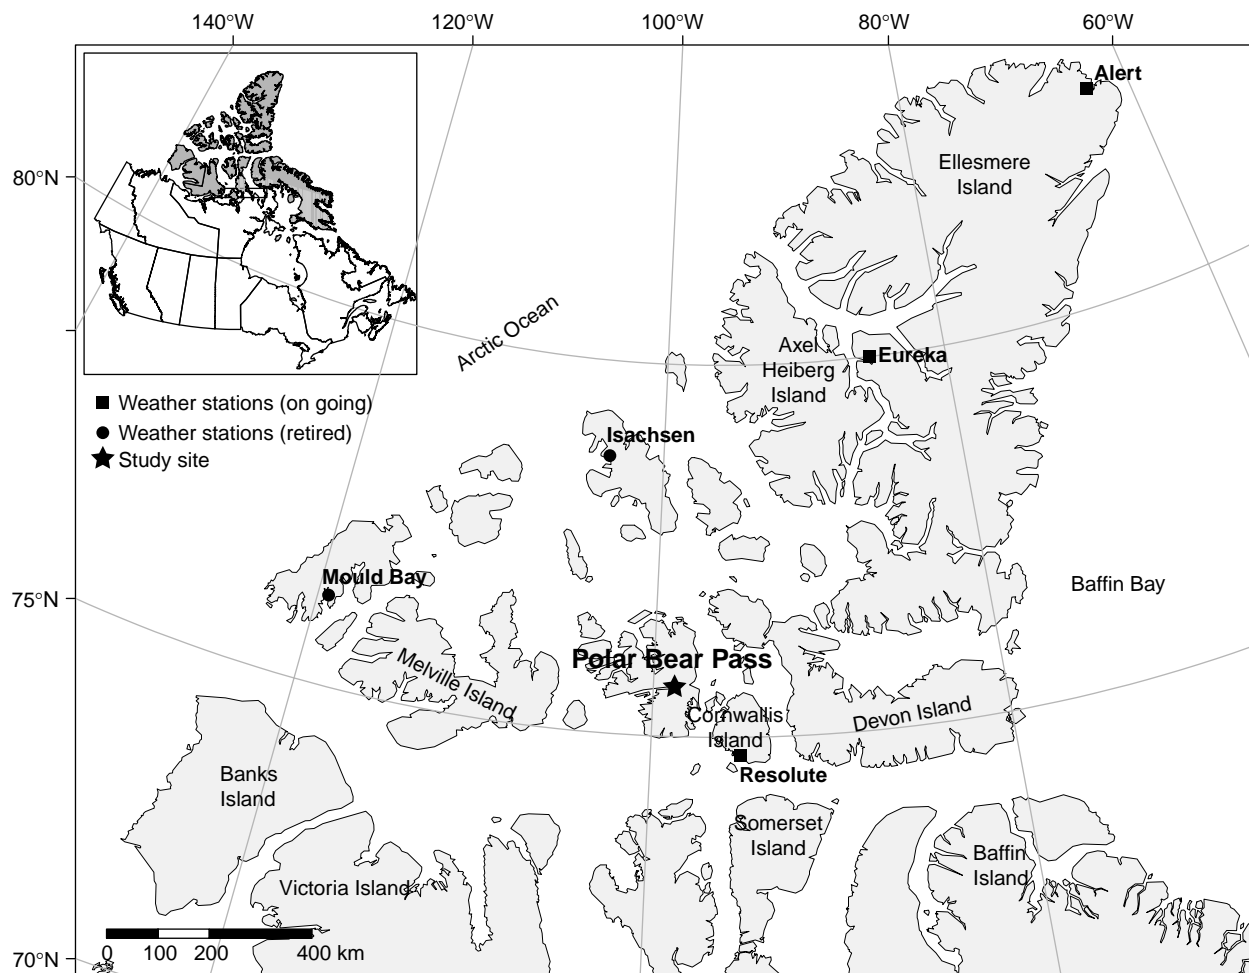 140°W 120°W 100°W 80°W 60°W
Alert
Ellesmere
Island
80°N
Arctic Ocean
Axel
Heiberg
Island
Eureka
Weather stations (on going)
Weather stations (retired)
Study site
Isachsen
Mould Bay
75°N
Baffin Bay
Polar Bear Pass
Melville Island
Cornwallis
Island
Devon Island
Resolute
Banks
Island
Somerset
Island
Baffin
Island
Victoria Island
0 100 200 400 km
70°N